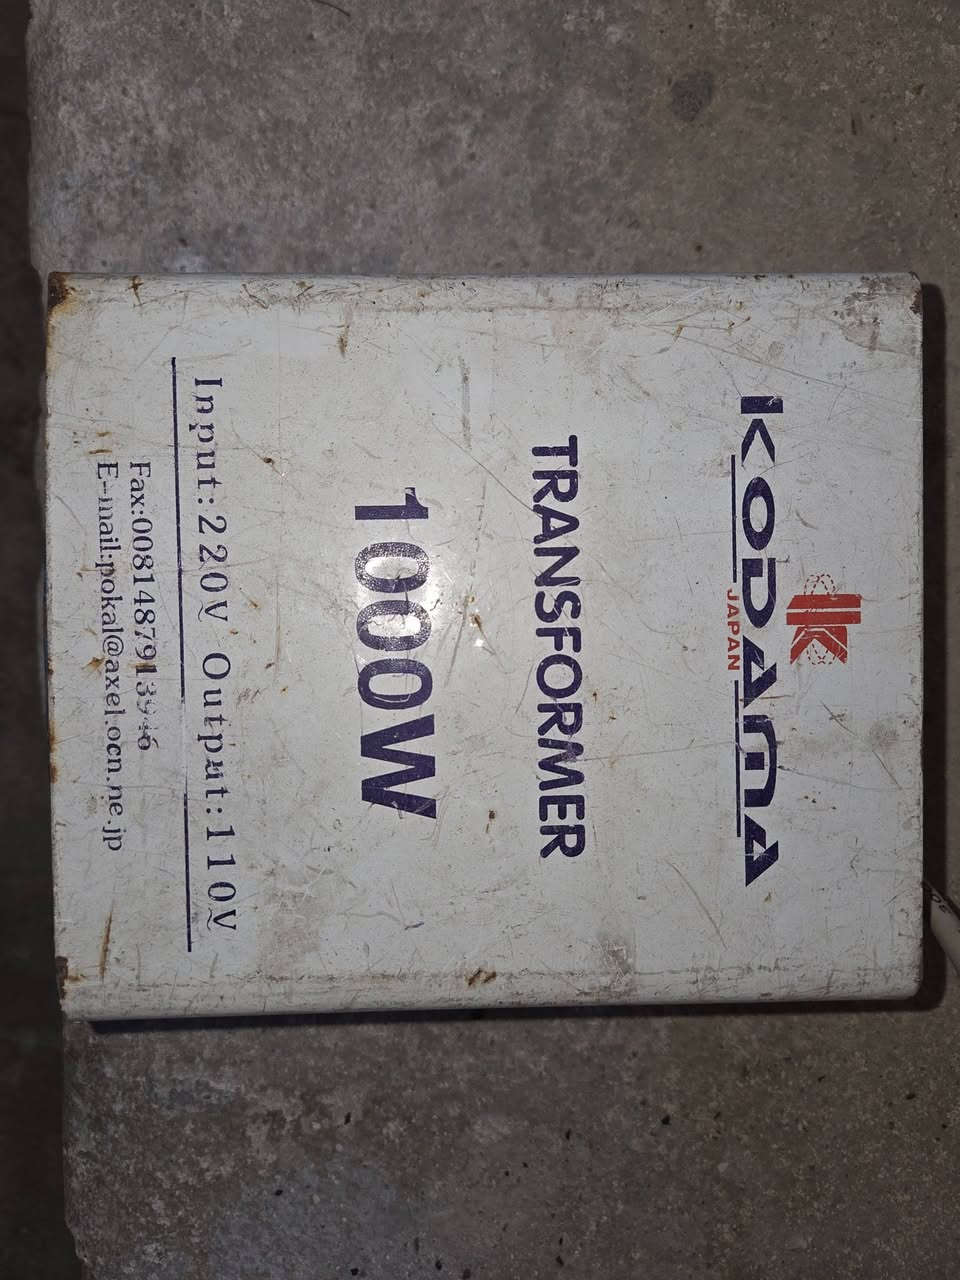 K
KODAMA
JAPAN
TRANSFORMER
1000W
Input:220V Output:110V
E-mail:pokal@axel.ocn.ne.jp